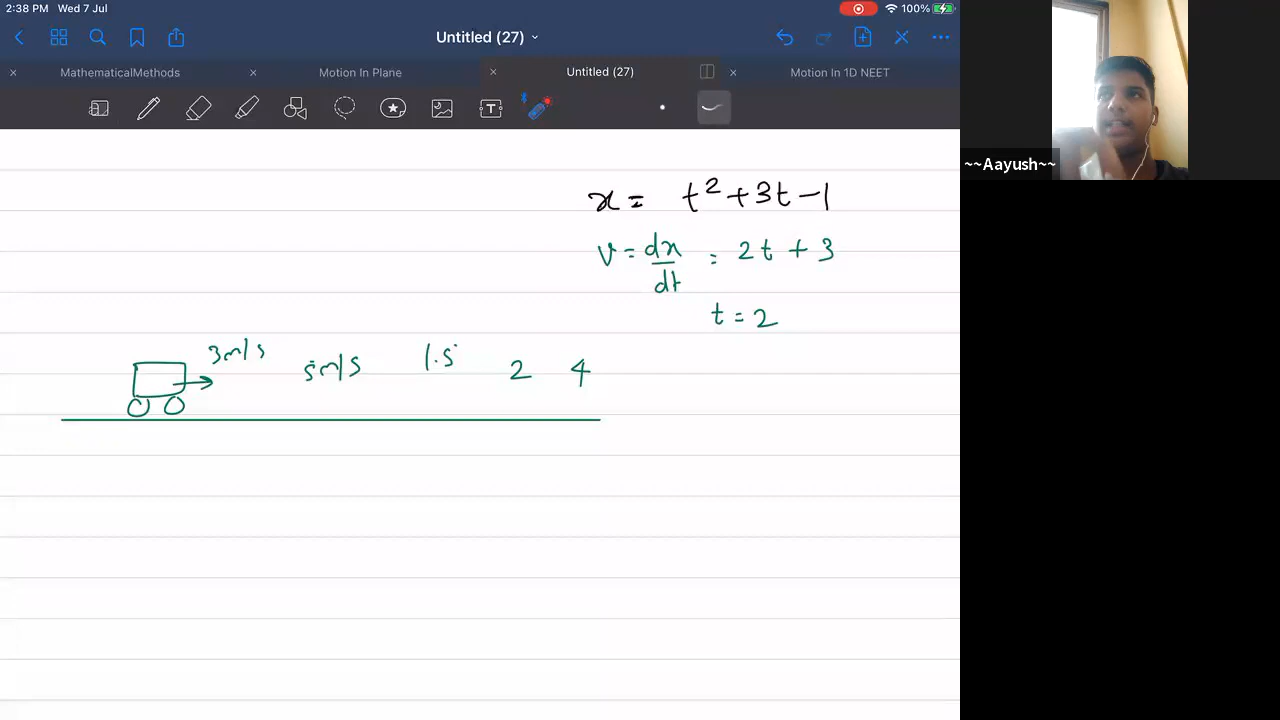 2:38 PM Wed 7 Jul
100%
Untitled (27)
MathematicalMethods
Motion In Plane
Untitled (27)
Motion In 1D NEET
T
~~Aayush~~
x = t² + 3t - 1
v = dx/dt = 2t + 3
t = 2
3m/s 5m/s 1.5 2 4